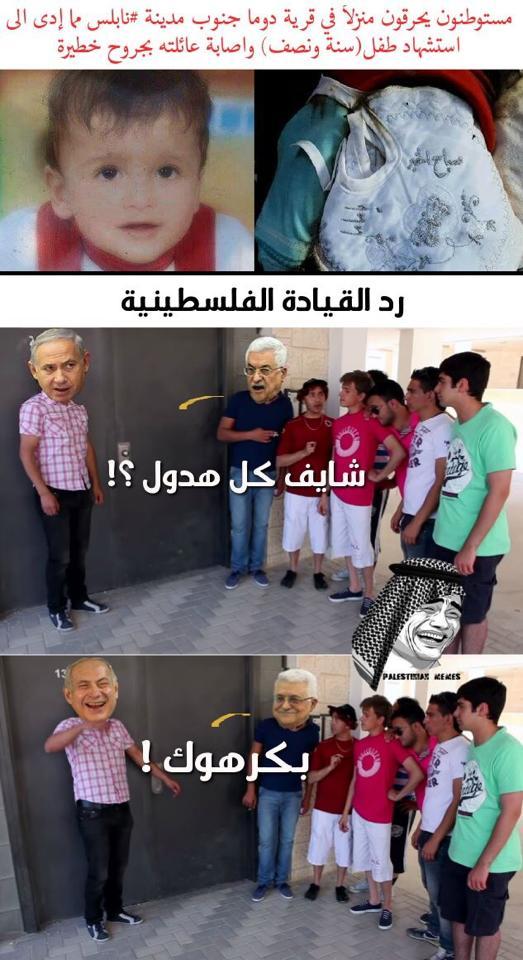 مستوطنون يحرقون منزلاً في قرية دوما جنوب مدينة #نابلس مما إدى الى
استشهاد طفل(سنة ونصف) واصابة عائلته بجروح خطيرة
رد القيادة الفلسطينية
شايف كل هدول ؟!
PALESTINIAN MEMES
13
بكرهوك !